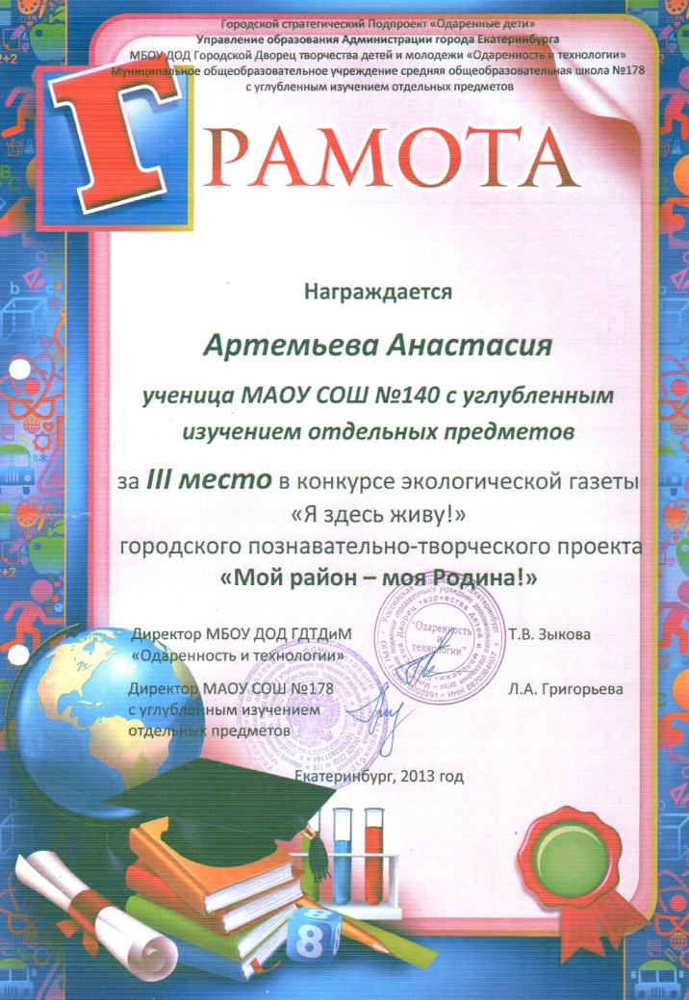 Городской стратегический Подпроект «Одаренные дети»
Управление образования Администрации города Екатеринбурга
МБОУ ДОД Городской Дворец творчества детей и молодежи «Одаренность и технологии»
Муниципальное общеобразовательное учреждение средняя общеобразовательная школа №178
с углубленным изучением отдельных предметов
ГРАМОТА
Награждается
Артемьева Анастасия
ученица МАОУ СОШ №140 с углубленным
изучением отдельных предметов
за III место в конкурсе экологической газеты
«Я здесь живу!»
городского познавательно-творческого проекта
«Мой район – моя Родина!»
"Одаренность
и
технологии"
Директор МБОУ ДОД ГДТДиМ Т.В. Зыкова
«Одаренность и технологии»
Директор МАОУ СОШ №178 Л.А. Григорьева
с углубленным изучением
отдельных предметов
Екатеринбург, 2013 год
8
8